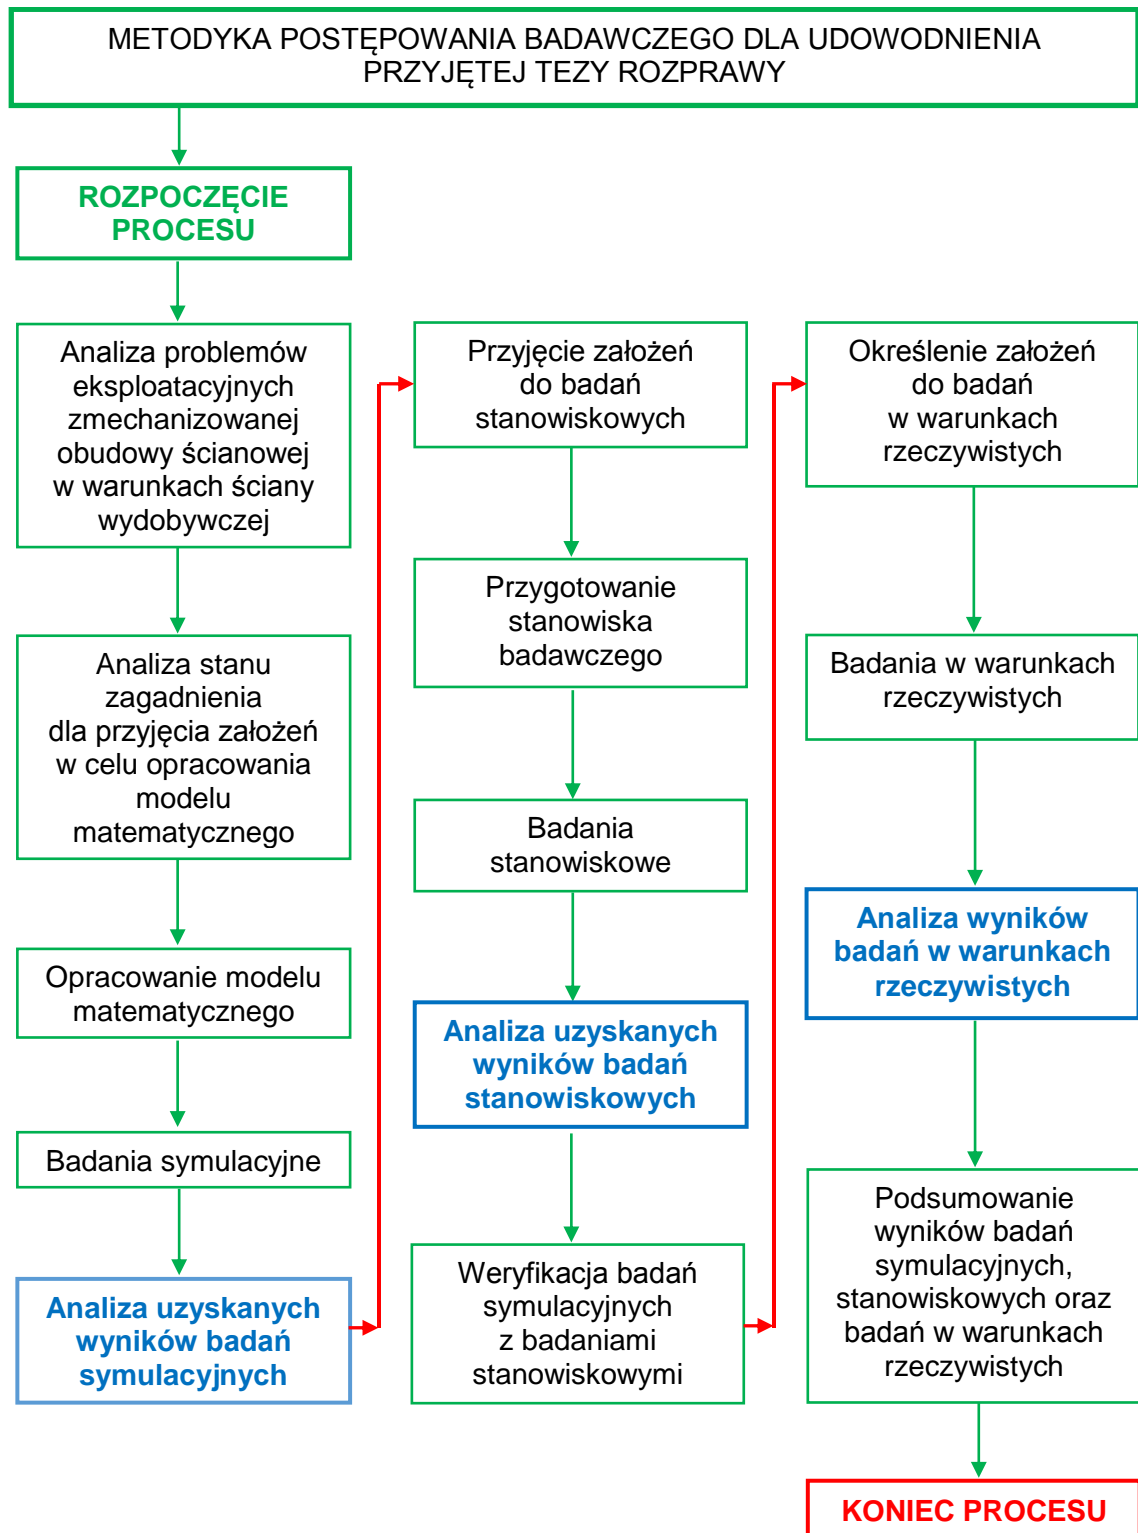 METODYKA POSTĘPOWANIA BADAWCZEGO DLA UDOWODNIENIA
PRZYJĘTEJ TEZY ROZPRAWY
ROZPOCZĘCIE
PROCESU
Analiza problemów
eksploatacyjnych
zmechanizowanej
obudowy ścianowej
w warunkach ściany
wydobywczej
Analiza stanu
zagadnienia
dla przyjęcia założeń
w celu opracowania
modelu
matematycznego
Opracowanie modelu
matematycznego
Badania symulacyjne
Analiza uzyskanych
wyników badań
symulacyjnych
Przyjęcie założeń
do badań
stanowiskowych
Przygotowanie
stanowiska
badawczego
Badania
stanowiskowe
Analiza uzyskanych
wyników badań
stanowiskowych
Weryfikacja badań
symulacyjnych
z badaniami
stanowiskowymi
Określenie założeń
do badań
w warunkach
rzeczywistych
Badania w warunkach
rzeczywistych
Analiza wyników
badań w warunkach
rzeczywistych
Podsumowanie
wyników badań
symulacyjnych,
stanowiskowych oraz
badań w warunkach
rzeczywistych
KONIEC PROCESU